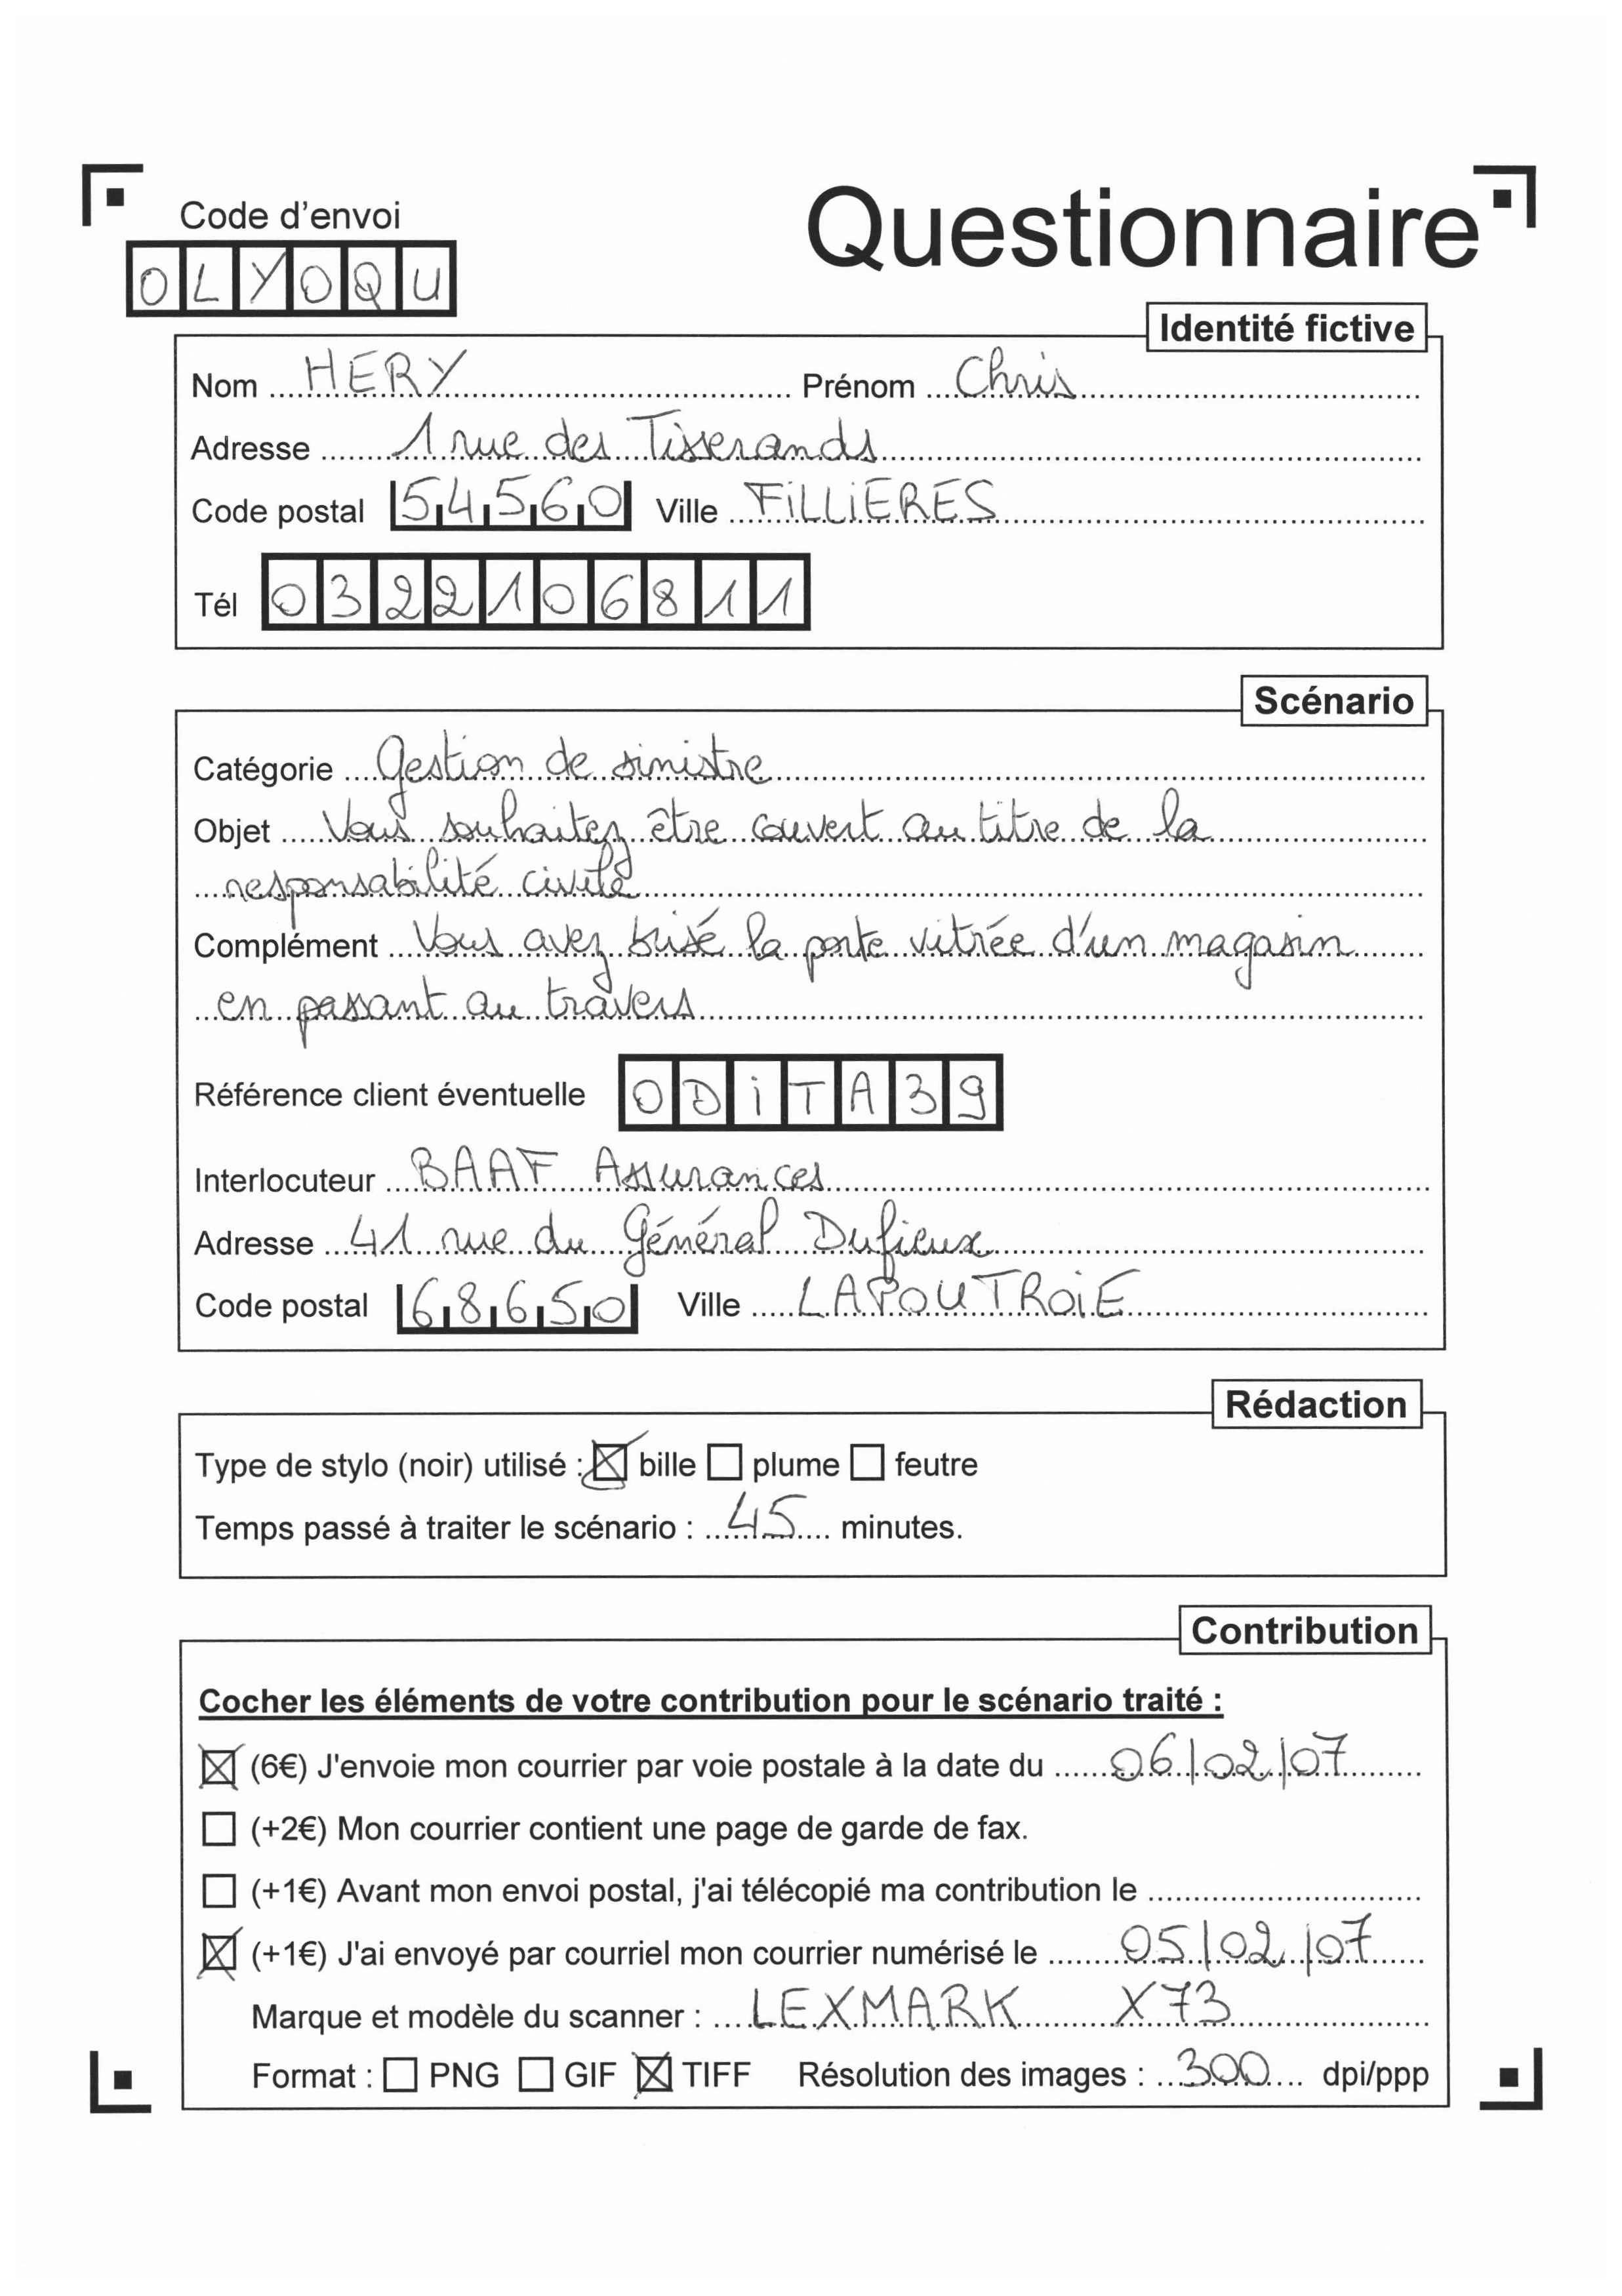 Code d'envoi
OLYOQU
Questionnaire
Identité fictive
Nom HERY Prénom Chris
Adresse 1 rue des Tisserands
Code postal 54560 Ville FiLLiERES
Tél 0322106811
Scénario
Catégorie Gestion de sinistre
Objet Vous souhaitez être couvert au titre de la
responsabilité civile
Complément Vous avez brisé la porte vitrée d'un magasin
en passant au travers
Référence client éventuelle ODiTA39
Interlocuteur BAAF Assurances
Adresse 41 rue du Général Dufieux
Code postal 68650 Ville LAPOUTROiE
Rédaction
Type de stylo (noir) utilisé : ☒ bille ☐ plume ☐ feutre
Temps passé à traiter le scénario : 45 minutes.
Contribution
Cocher les éléments de votre contribution pour le scénario traité :
☒ (6€) J'envoie mon courrier par voie postale à la date du 06/02/07
☐ (+2€) Mon courrier contient une page de garde de fax.
☐ (+1€) Avant mon envoi postal, j'ai télécopié ma contribution le
☒ (+1€) J'ai envoyé par courriel mon courrier numérisé le 05/02/07
Marque et modèle du scanner : LEXMARK X73
Format : ☐ PNG ☐ GIF ☒ TIFF Résolution des images : 300 dpi/ppp